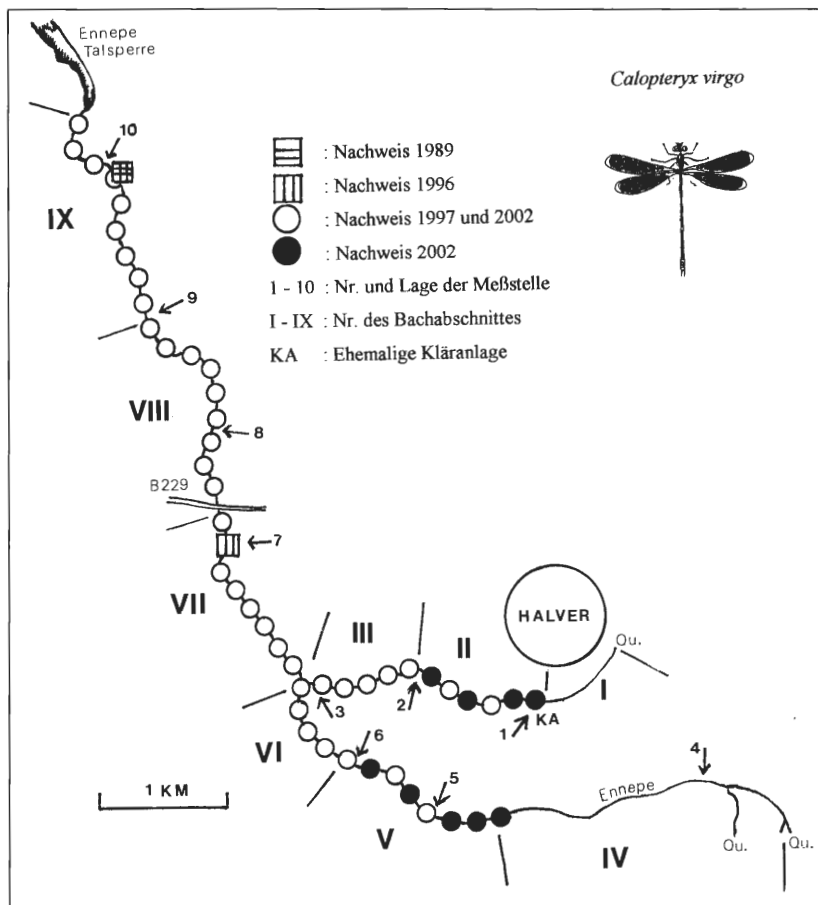 Ennepe
Talsperre
Calopteryx virgo
: Nachweis 1989
: Nachweis 1996
: Nachweis 1997 und 2002
: Nachweis 2002
1 - 10 : Nr. und Lage der Meßstelle
I - IX : Nr. des Bachabschnittes
KA : Ehemalige Kläranlage
10
IX
9
VIII
8
B229
7
VII
III
II
HALVER
Qu.
I
3
2
1
KA
VI
6
4
1 KM
5
Ennepe
V
IV
Qu.
Qu.